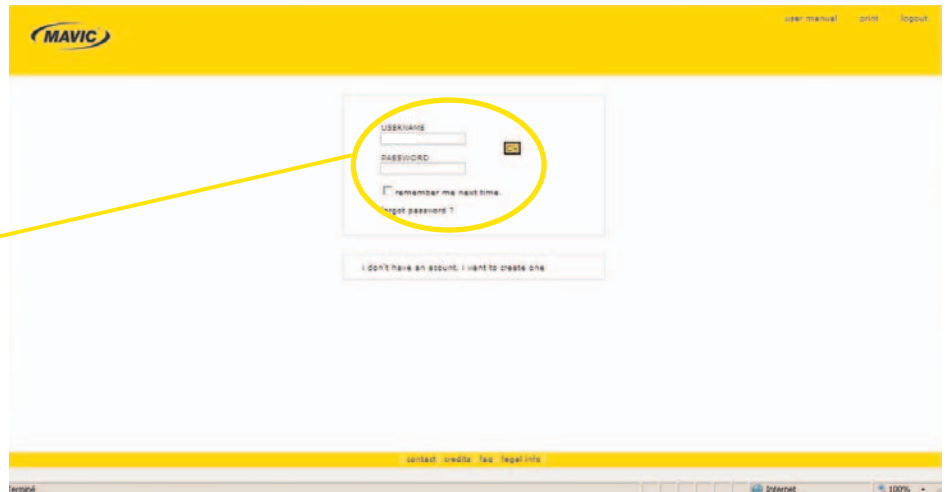 user manual print logout
MAVIC
USERNAME
PASSWORD
remember me next time.
forgot password ?
i don't have an acount, i want to create one
contact credits faq legal info
Terminé Internet 100%